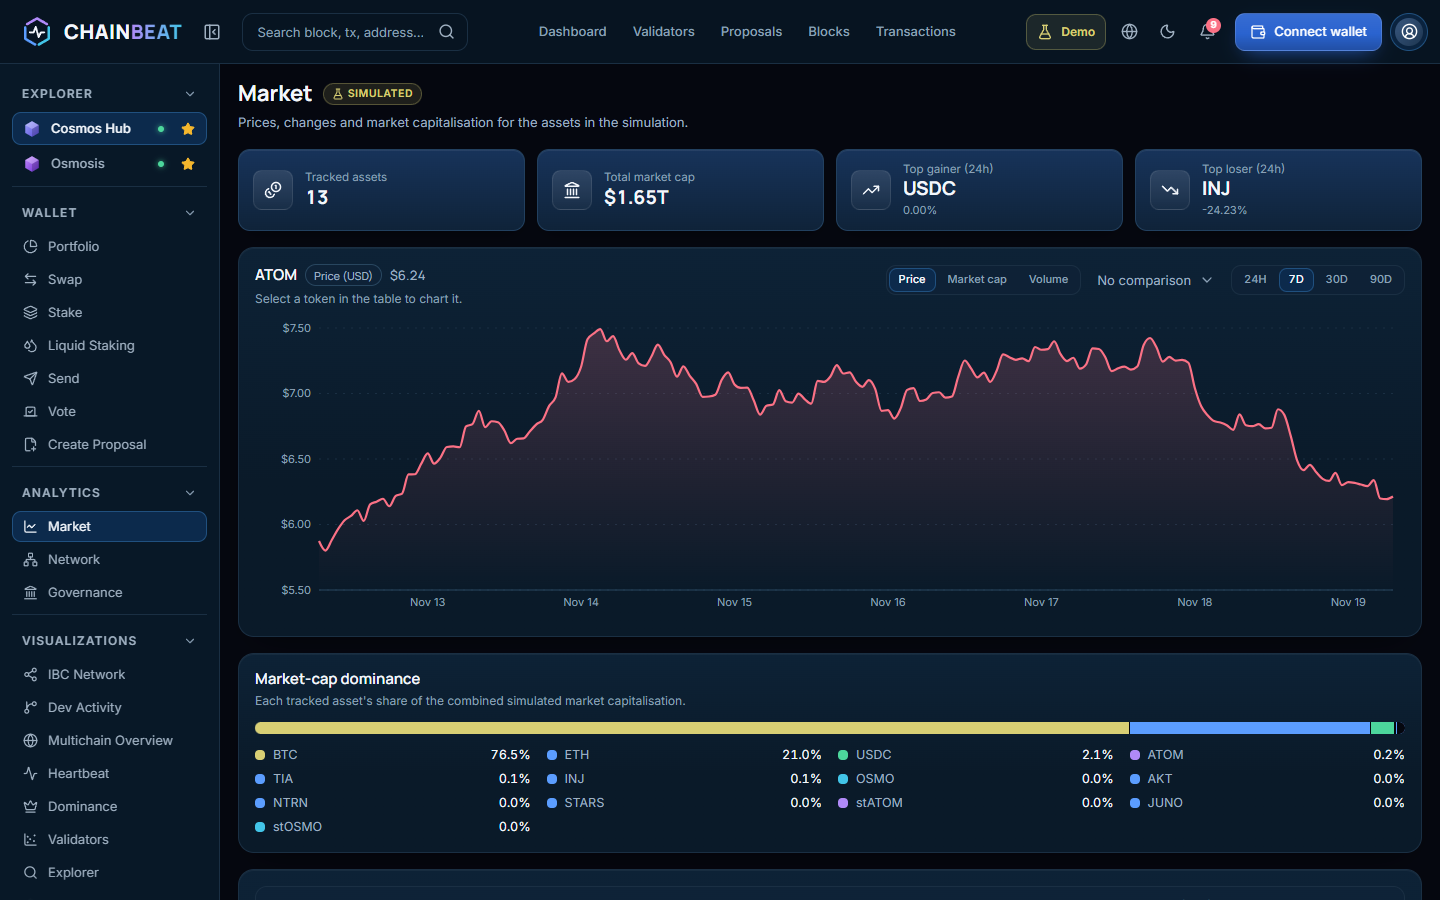 CHAINBEAT
Search block, tx, address...
Dashboard
Validators
Proposals
Blocks
Transactions
Demo
9
Connect wallet
EXPLORER
Cosmos Hub
Osmosis
WALLET
Portfolio
Swap
Stake
Liquid Staking
Send
Vote
Create Proposal
ANALYTICS
Market
Network
Governance
VISUALIZATIONS
IBC Network
Dev Activity
Multichain Overview
Heartbeat
Dominance
Validators
Explorer
Market
SIMULATED
Prices, changes and market capitalisation for the assets in the simulation.
Tracked assets
13
Total market cap
$1.65T
Top gainer (24h)
USDC
0.00%
Top loser (24h)
INJ
-24.23%
ATOM Price (USD) $6.24
Select a token in the table to chart it.
Price Market cap Volume
No comparison
24H 7D 30D 90D
$7.50
$7.00
$6.50
$6.00
$5.50
Nov 13 Nov 14 Nov 15 Nov 16 Nov 17 Nov 18 Nov 19
Market-cap dominance
Each tracked asset's share of the combined simulated market capitalisation.
BTC 76.5% ETH 21.0% USDC 2.1% ATOM 0.2%
TIA 0.1% INJ 0.1% OSMO 0.0% AKT 0.0%
NTRN 0.0% STARS 0.0% stATOM 0.0% JUNO 0.0%
stOSMO 0.0%